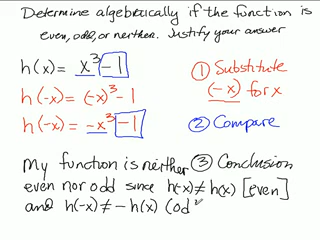 Determine algebraically if the function is
even, odd, or neither. Justify your answer
h(x) = x³ - 1
① Substitute
(-x) for x
h(-x) = (-x)³ - 1
h(-x) = -x³ - 1
② Compare
My function is neither
③ Conclusion
even nor odd since h(-x) ≠ h(x) [even]
and h(-x) ≠ - h(x) (od